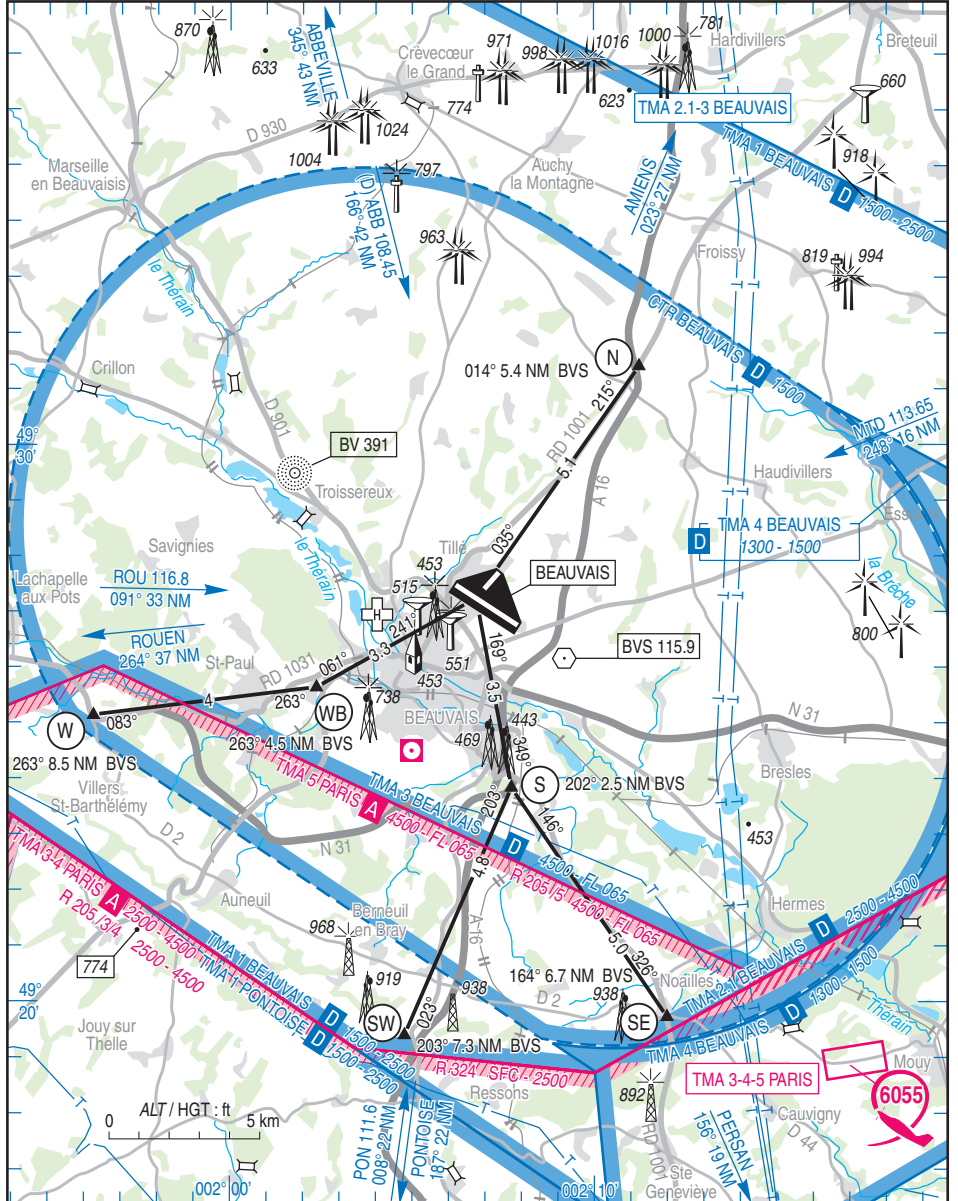 870
633
ABBEVILLE
345° 43 NM
Crèvecœur
le Grand
971
998
1016
1000
781
Hardivillers
Breteuil
660
623
TMA 2.1-3 BEAUVAIS
774
1024
D 930
1004
Marseille
en Beauvaisis
797
(D) ABB 108.45
166° 42 NM
Auchy
la Montagne
AMIENS
023° 27 NM
TMA 1 BEAUVAIS D 1500 - 2500
918
963
Froissy
819
994
le Thérain
CTR BEAUVAIS D 1500
Crillon
N
014° 5.4 NM BVS
215°
RD 1001
5.1
035°
A 16
D 901
MTD 113.65
248° 16 NM
49°
30'
BV 391
Troissereux
Haudivillers
Essuiles
TMA 4 BEAUVAIS
D 1300 - 1500
la Brèche
Savignies
le Thérain
Tillé
453
515
BEAUVAIS
Lachapelle
aux Pots
ROU 116.8
091° 33 NM
H
241°
3.3
061°
ROUEN
264° 37 NM
St-Paul
RD 1031
551
453
169°
BVS 115.9
800
4
263°
083°
738
3.5
W
WB
263° 4.5 NM BVS
263° 8.5 NM BVS
BEAUVAIS
443
469
349°
N 31
S
202° 2.5 NM BVS
Bresles
Villers
St-Barthélémy
TMA 3 BEAUVAIS D 4500 - FL 065
TMA 5 PARIS A 4500 - FL 065
R 205/5 4500 - FL 065
203°
146°
453
D 2
N 31
4.8
TMA 3-4 PARIS A 2500 - 4500
R 205 /3/4 2500 - 4500
Auneuil
Berneuil
en Bray
A 16
5.0
Hermes
2500 - 4500
D
968
774
164° 6.7 NM BVS
326°
Noailles
TMA 2.1 BEAUVAIS
1300 - 1500
D
TMA 1 BEAUVAIS D 1500 - 2500
TMA 1 PONTOISE D 1500 - 2500
919
938
D 2
938
49°
20'
SW
023°
203° 7.3 NM BVS
SE
TMA 4 BEAUVAIS
Thérain
Jouy sur
Thelle
R 324 SFC - 2500
Ressons
Mouy
TMA 3-4-5 PARIS
6055
892
ALT / HGT : ft
0
5 km
PON 111.6
008° 22 NM
PONTOISE
187° 22 NM
RD 1001
PERSAN
156° 19 NM
Cauvigny
D 44
002° 00'
002° 10'
Ste
Geneviève